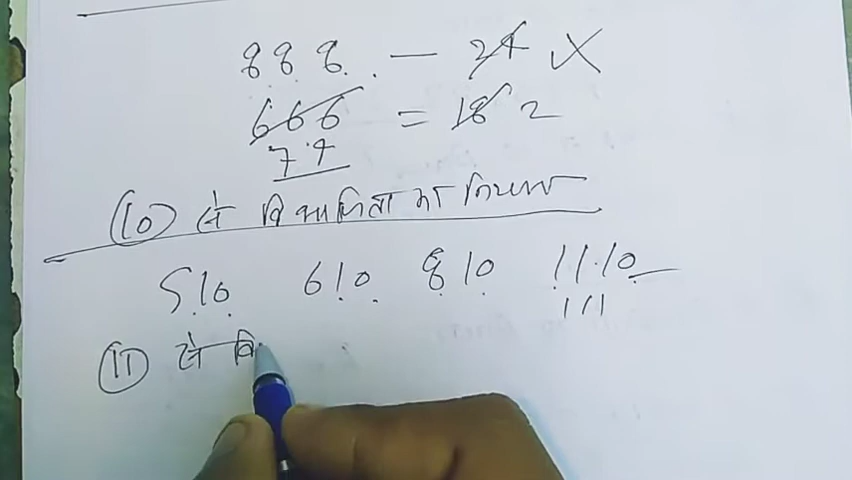 888. — 24 X
666 = 18 2
74
(10) से विभाजिता का नियम
510 610 810 1110
111
(11) से वि